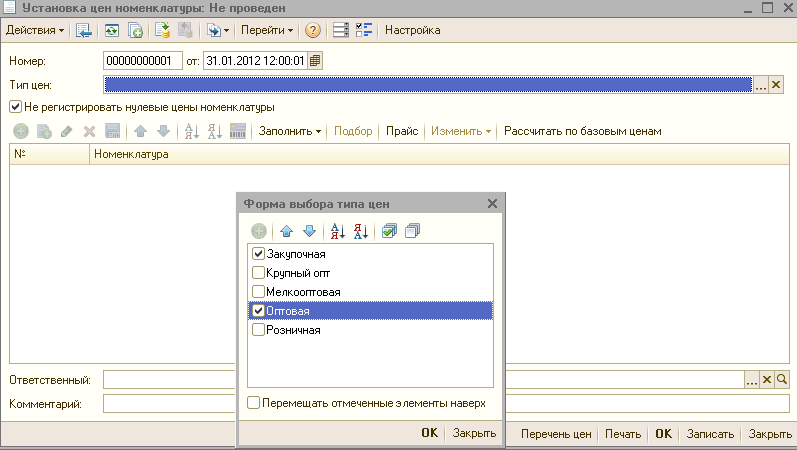 Установка цен номенклатуры: Не проведен
Действия Перейти Настройка
Номер: 00000000001 от: 31.01.2012 12:00:01
Тип цен:
Не регистрировать нулевые цены номенклатуры
Заполнить Подбор Прайс Изменить Рассчитать по базовым ценам
№ Номенклатура
Форма выбора типа цен
Закупочная
Крупный опт
Мелкооптовая
Оптовая
Розничная
Перемещать отмеченные элементы наверх
OK Закрыть
Ответственный:
Комментарий:
Перечень цен Печать OK Записать Закрыть